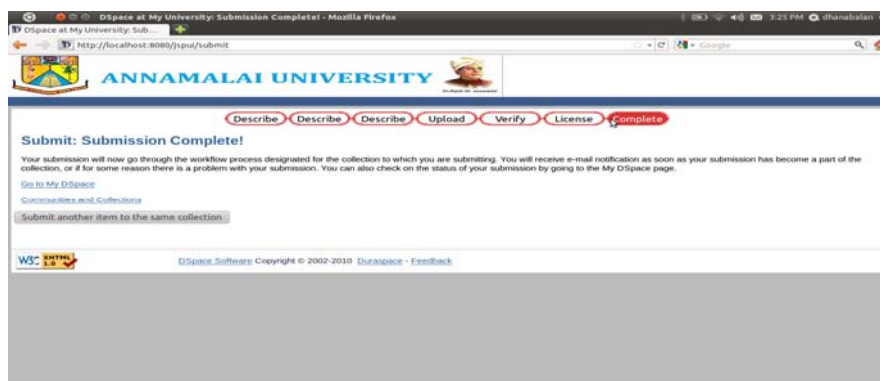 DSpace at My University: Submission Complete! - Mozilla Firefox
3:25 PM dhanabalan
DSpace at My University: Sub...
http://localhost:8080/jspui/submit
Google
ANNAMALAI UNIVERSITY
Describe Describe Describe Upload Verify License Complete
Submit: Submission Complete!
Your submission will now go through the workflow process designated for the collection to which you are submitting. You will receive e-mail notification as soon as your submission has become a part of the
collection, or if for some reason there is a problem with your submission. You can also check on the status of your submission by going to the My DSpace page.
Go to My DSpace
Communities and Collections
Submit another item to the same collection
W3C XHTML 1.0
DSpace Software Copyright © 2002-2010 Duraspace - Feedback